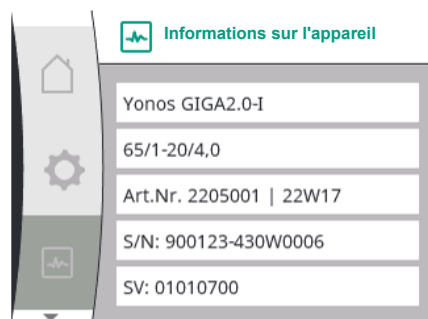 Informations sur l'appareil
Yonos GIGA2.0-I
65/1-20/4,0
Art.Nr. 2205001 | 22W17
S/N: 900123-430W0006
SV: 01010700